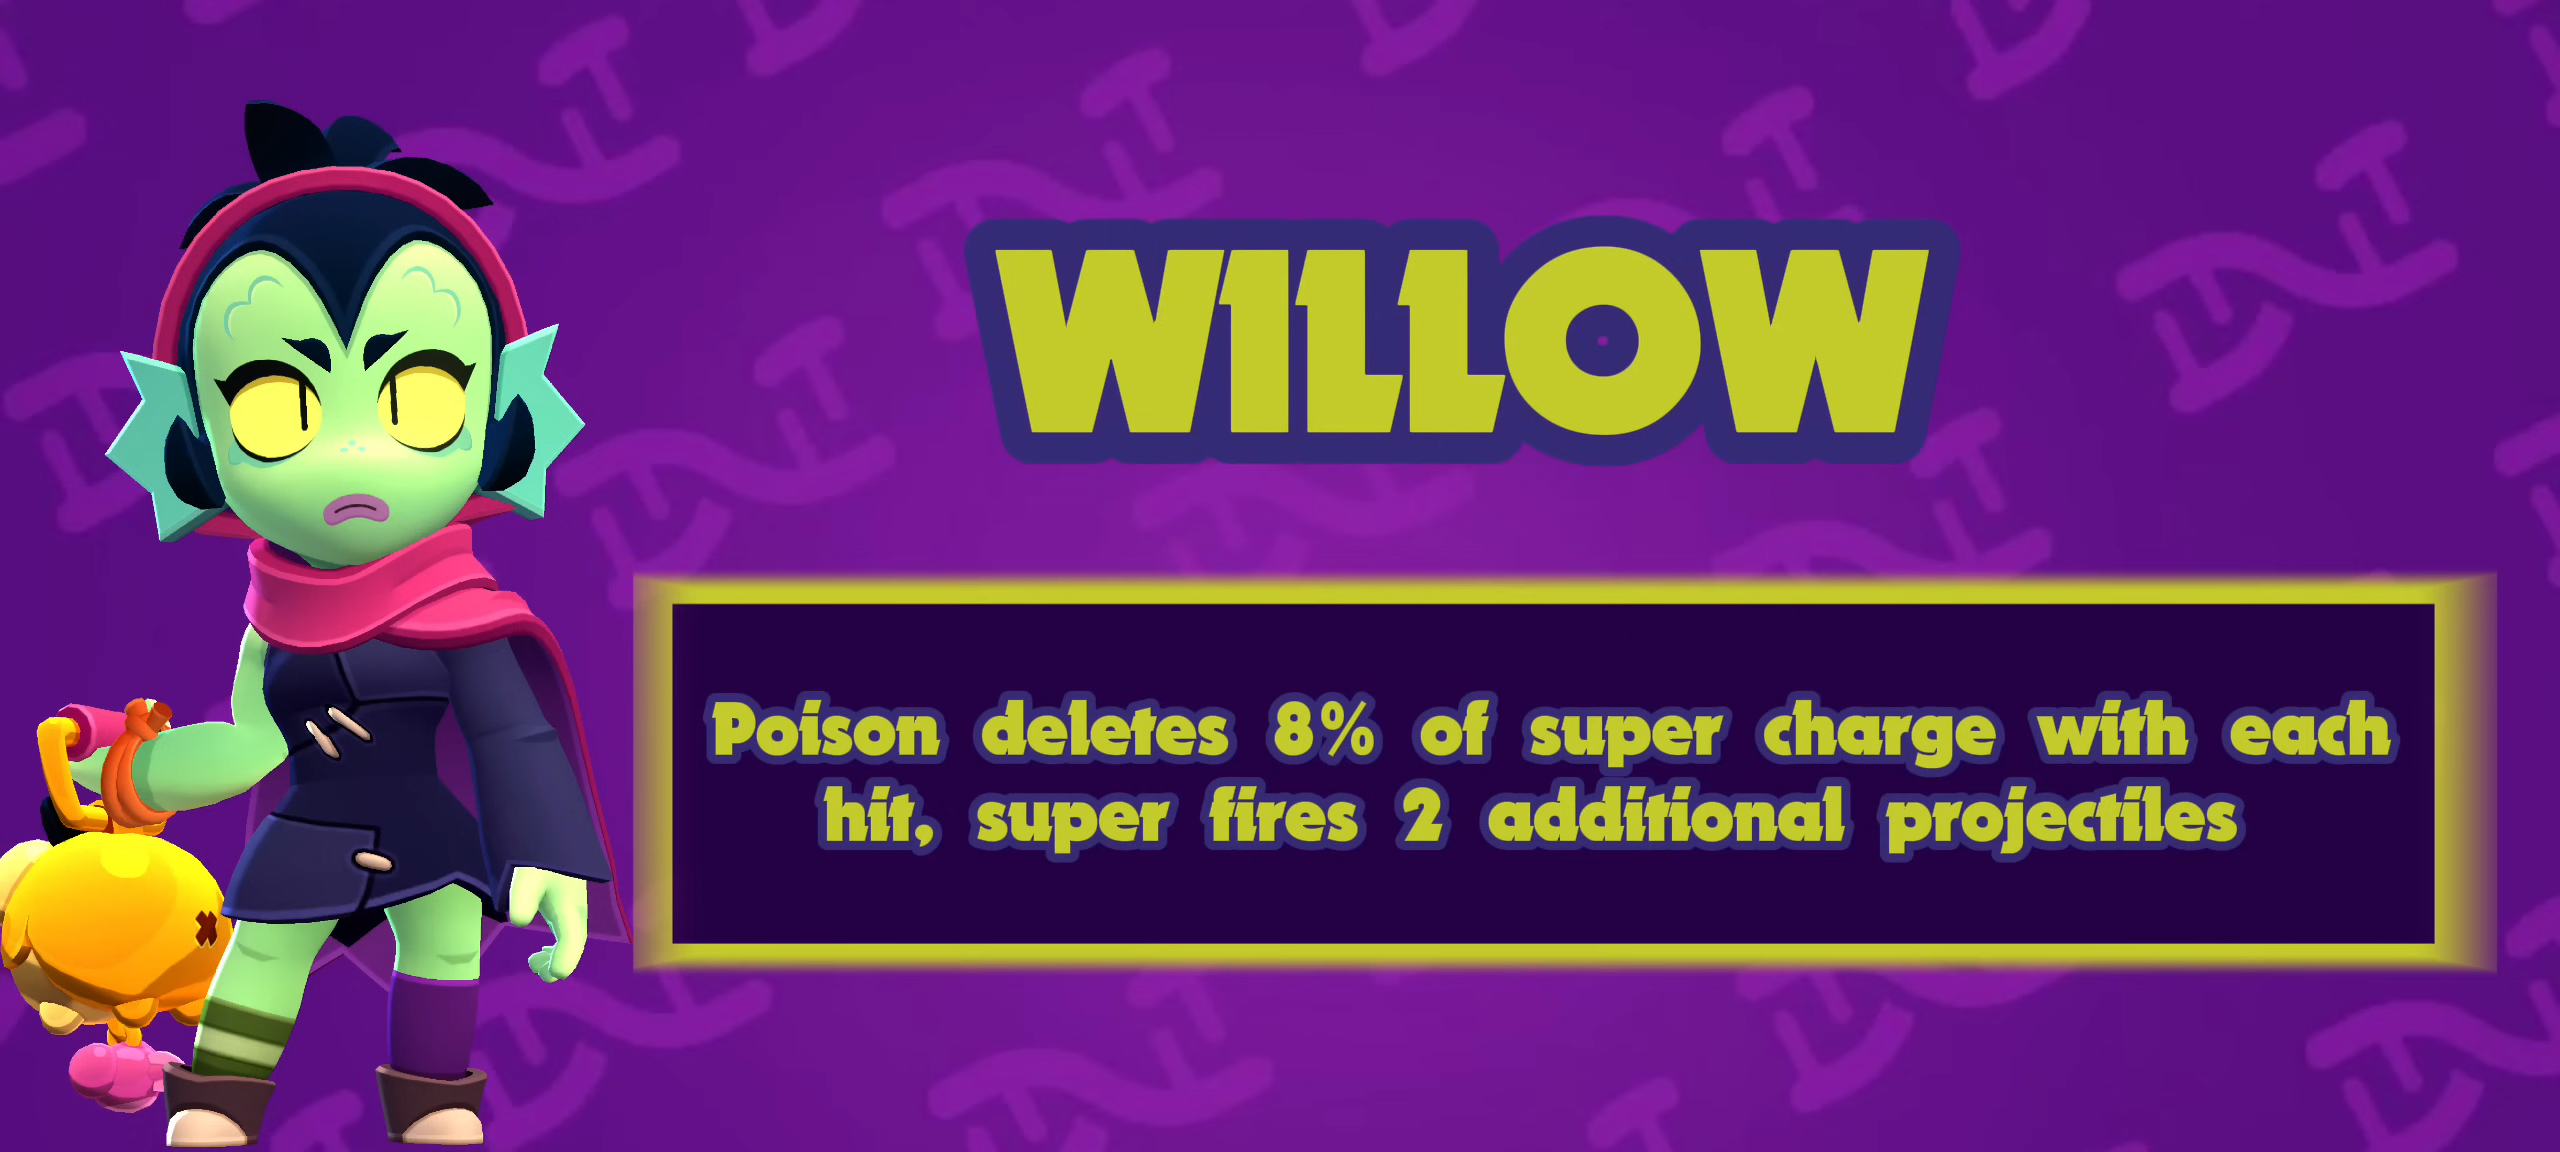 WILLOW
Poison deletes 8% of super charge with each
hit, super fires 2 additional projectiles